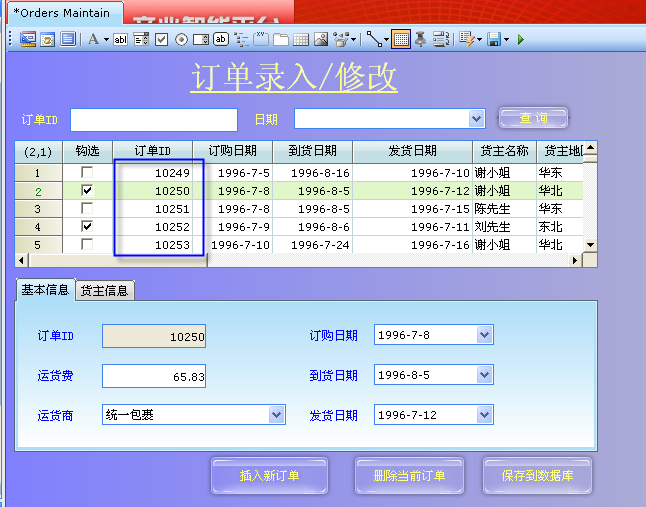 *Orders Maintain
商业智能平台
A abl ab XY
订单录入/修改
订单ID 日期 查询
(2,1) 钩选 订单ID 订购日期 到货日期 发货日期 货主名称 货主地
1 10249 1996-7-5 1996-8-16 1996-7-10 谢小姐 华东
2 10250 1996-7-8 1996-8-5 1996-7-12 谢小姐 华北
3 10251 1996-7-8 1996-8-5 1996-7-15 陈先生 华东
4 10252 1996-7-9 1996-8-6 1996-7-11 刘先生 东北
5 10253 1996-7-10 1996-7-24 1996-7-16 谢小姐 华北
基本信息 货主信息
订单ID 10250 订购日期 1996-7-8
运货费 65.83 到货日期 1996-8-5
运货商 统一包裹 发货日期 1996-7-12
插入新订单 删除当前订单 保存到数据库